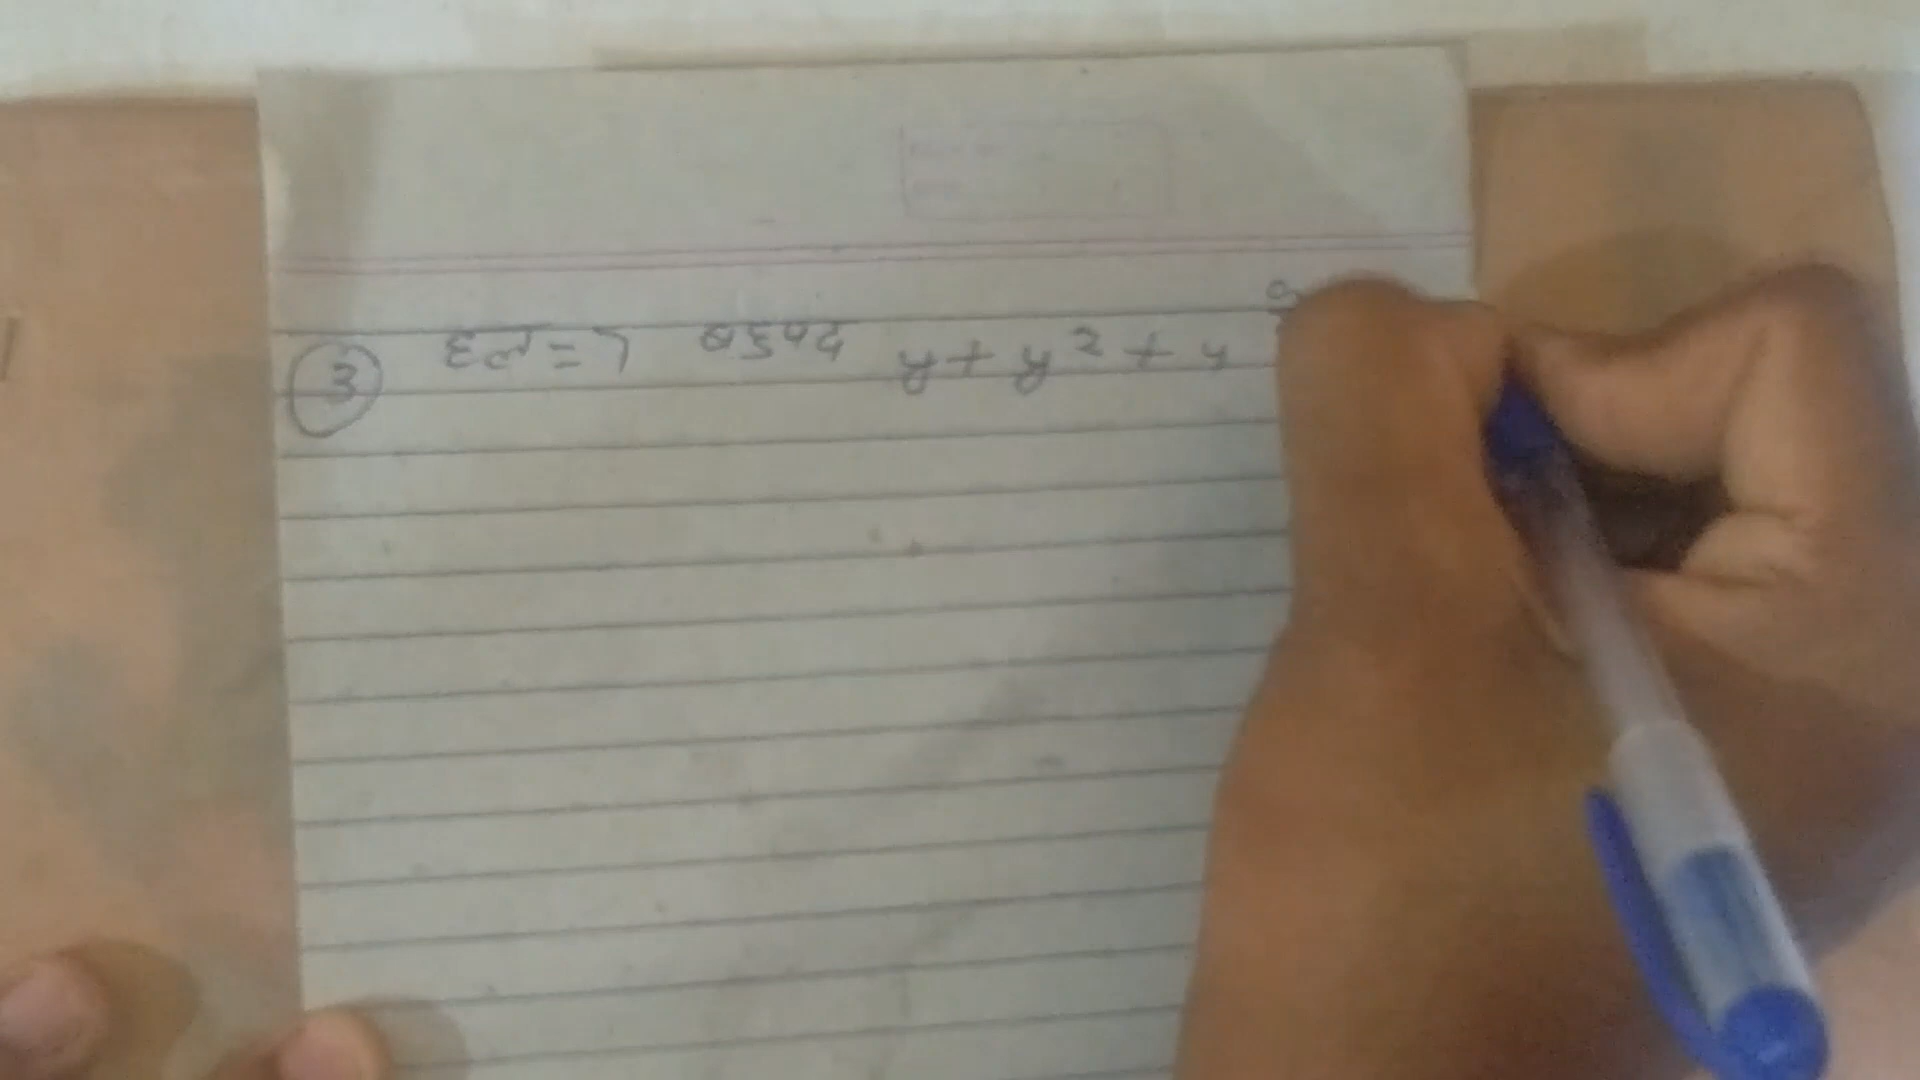 ③ हल=> बहुपद y + y² + y